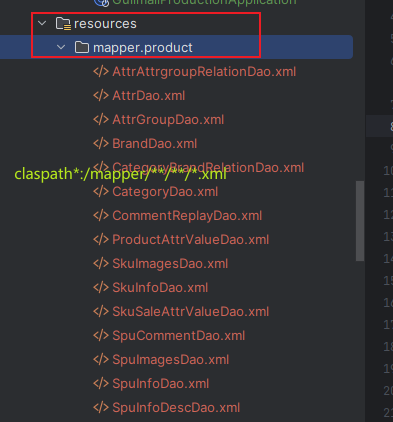 GulimallProductionApplication
resources
mapper.product
AttrAttrgroupRelationDao.xml
AttrDao.xml
AttrGroupDao.xml
BrandDao.xml
CategoryBrandRelationDao.xml
claspath*:/mapper/**/**/*.xml
CategoryDao.xml
CommentReplayDao.xml
ProductAttrValueDao.xml
SkuImagesDao.xml
SkuInfoDao.xml
SkuSaleAttrValueDao.xml
SpuCommentDao.xml
SpuImagesDao.xml
SpuInfoDao.xml
SpuInfoDescDao.xml